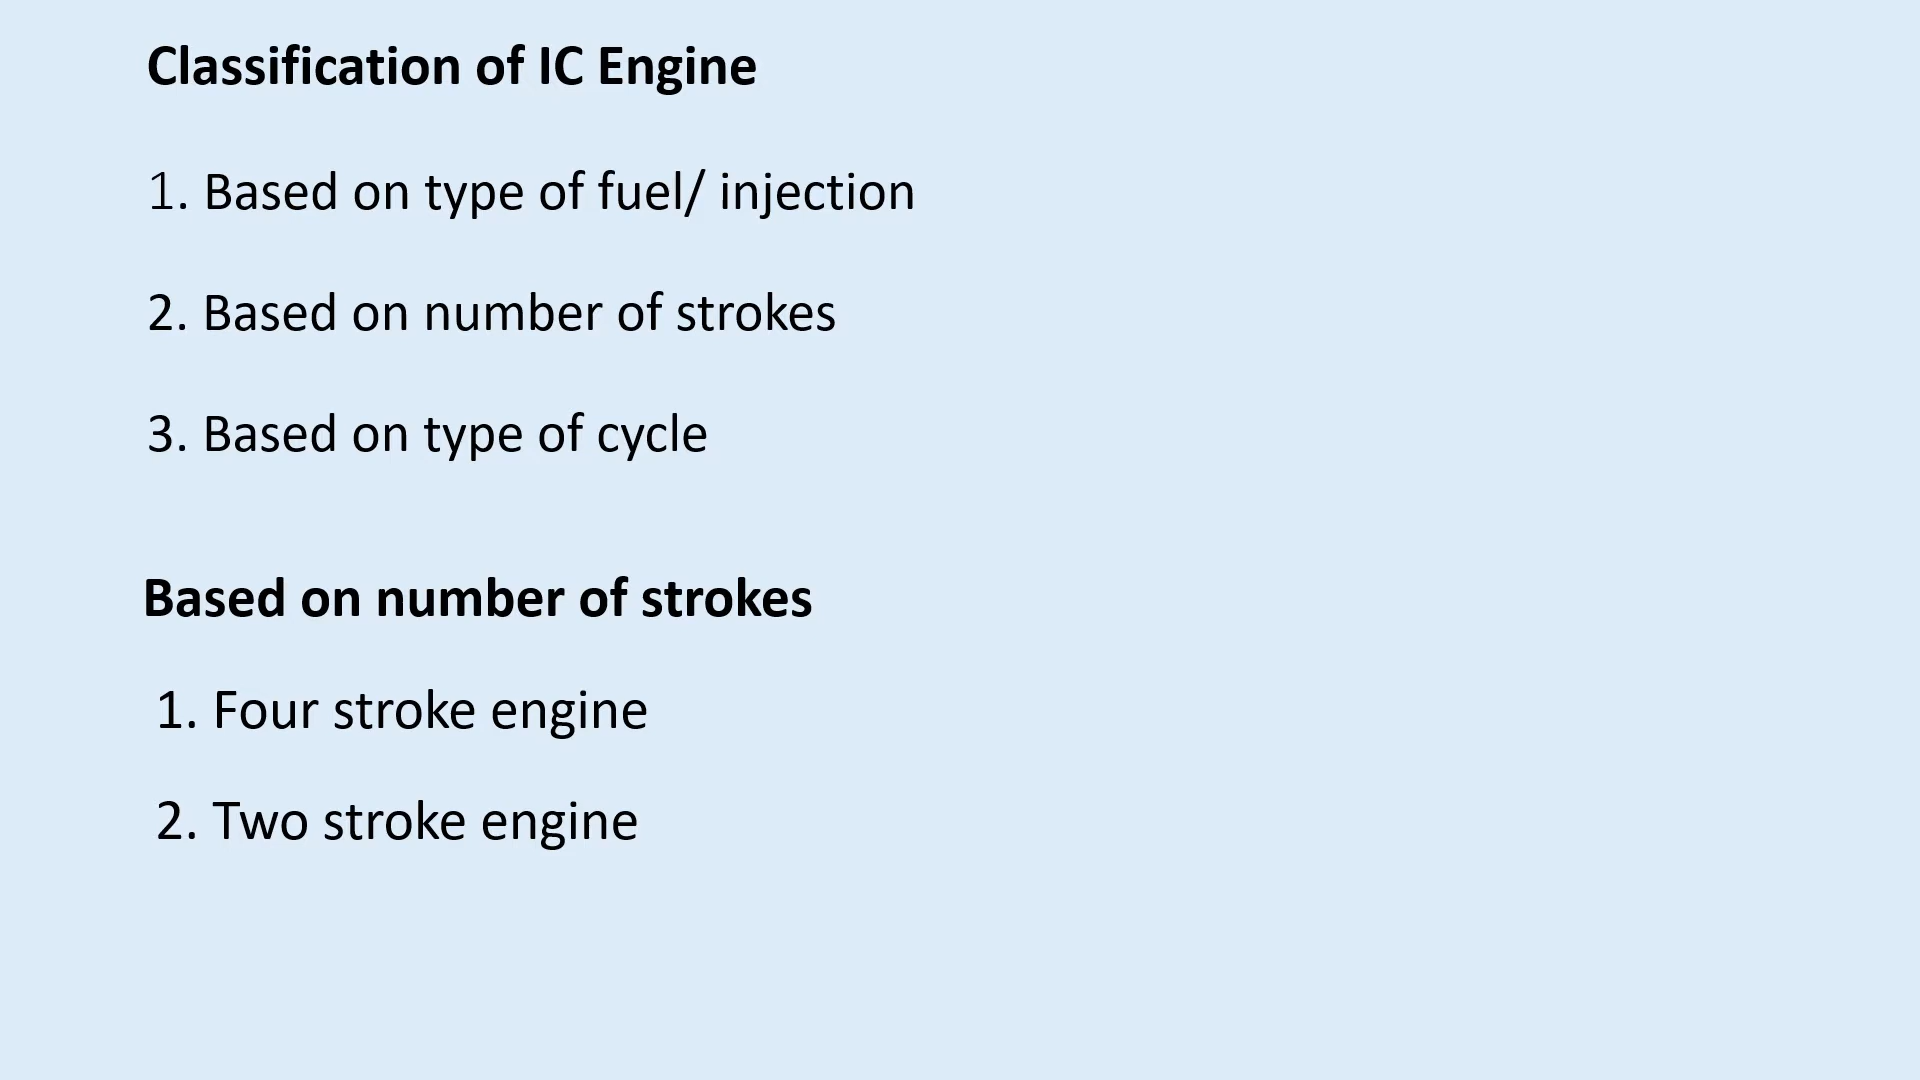 Classification of IC Engine
1. Based on type of fuel/ injection
2. Based on number of strokes
3. Based on type of cycle
Based on number of strokes
1. Four stroke engine
2. Two stroke engine